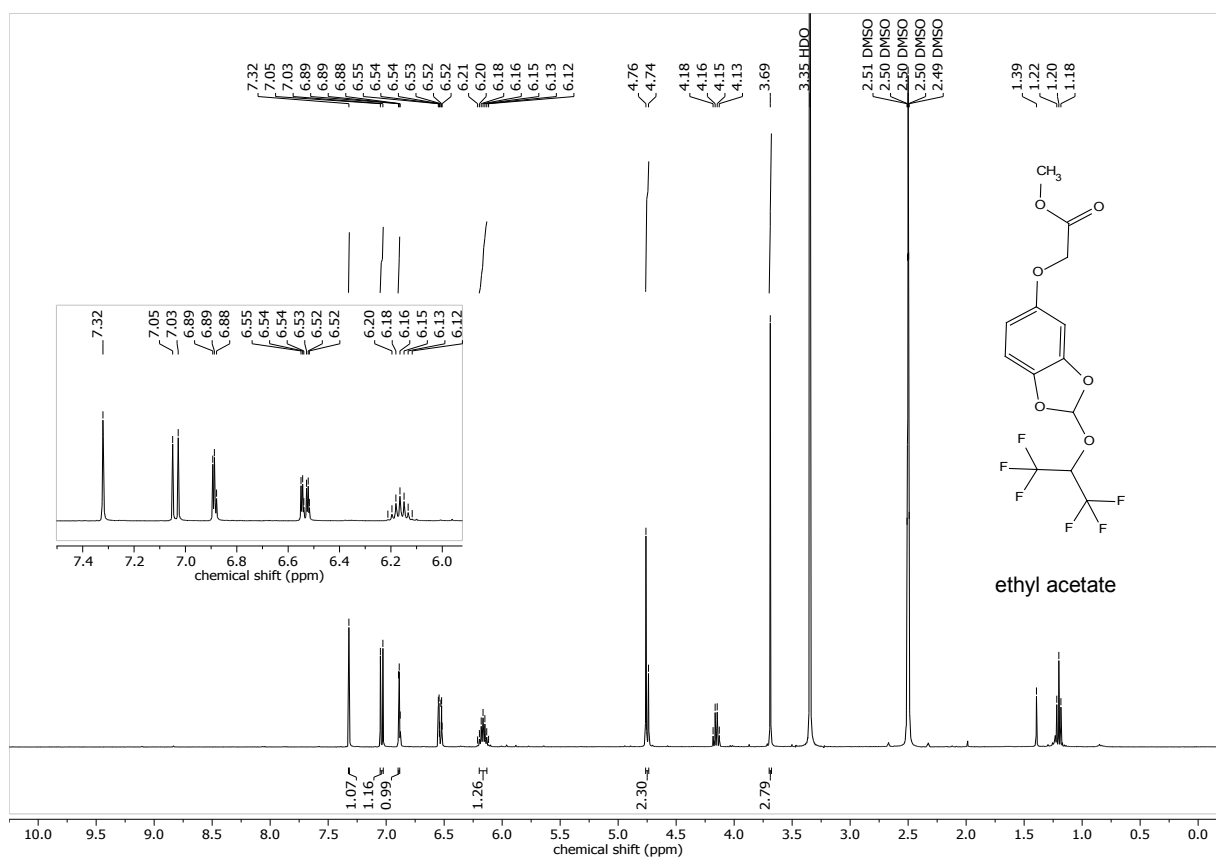 7.32
7.05
7.03
6.89
6.89
6.88
6.55
6.54
6.54
6.53
6.52
6.52
6.21
6.20
6.18
6.16
6.15
6.13
6.12
4.76
4.74
4.18
4.16
4.15
4.13
3.69
3.35 HDO
2.51 DMSO
2.50 DMSO
2.50 DMSO
2.50 DMSO
2.49 DMSO
1.39
1.22
1.20
1.18
7.32
7.05
7.03
6.89
6.89
6.88
6.55
6.54
6.54
6.53
6.52
6.52
6.20
6.18
6.16
6.15
6.13
6.12
7.4 7.2 7.0 6.8 6.6 6.4 6.2 6.0
chemical shift (ppm)
CH3
O
O
O
O
O
O
F
F
F
F
F
F
ethyl acetate
1.07
1.16
0.99
1.26
2.30
2.79
10.0 9.5 9.0 8.5 8.0 7.5 7.0 6.5 6.0 5.5 5.0 4.5 4.0 3.5 3.0 2.5 2.0 1.5 1.0 0.5 0.0
chemical shift (ppm)